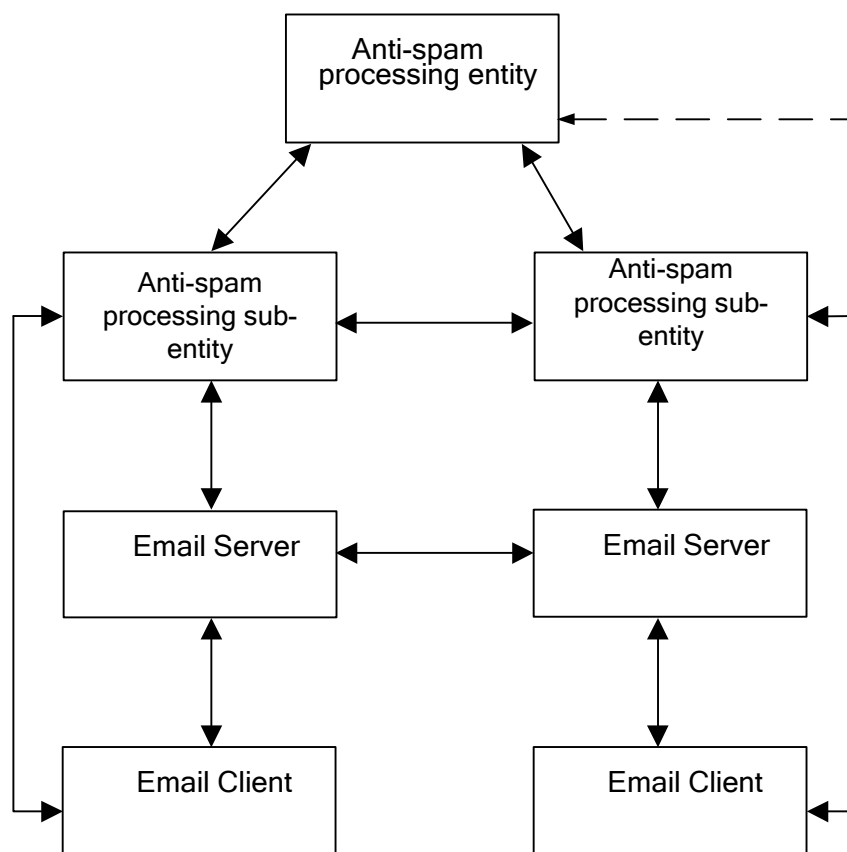 Anti-spam
processing entity
Anti-spam
processing sub-
entity
Anti-spam
processing sub-
entity
Email Server
Email Server
Email Client
Email Client